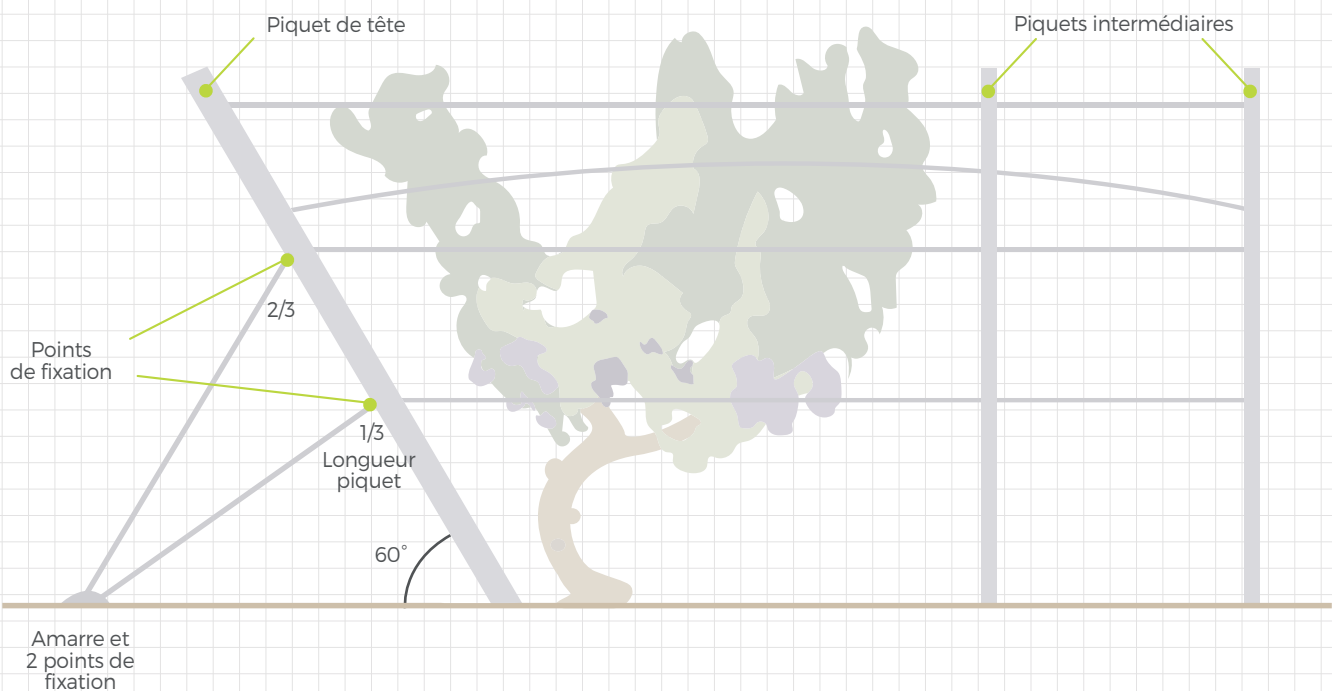 Piquet de tête
Piquets intermédiaires
2/3
Points
de fixation
1/3
Longueur
piquet
60°
Amarre et
2 points de
fixation